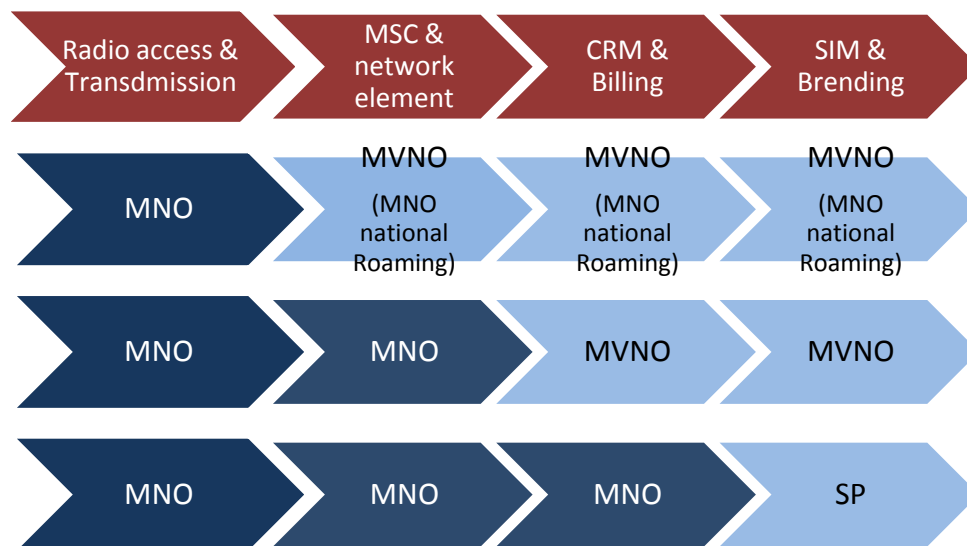 Radio access &
Transdmission
MSC &
network
element
CRM &
Billing
SIM &
Brending
MNO
MVNO
(MNO
national
Roaming)
MVNO
(MNO
national
Roaming)
MVNO
(MNO
national
Roaming)
MNO
MNO
MVNO
MVNO
MNO
MNO
MNO
SP